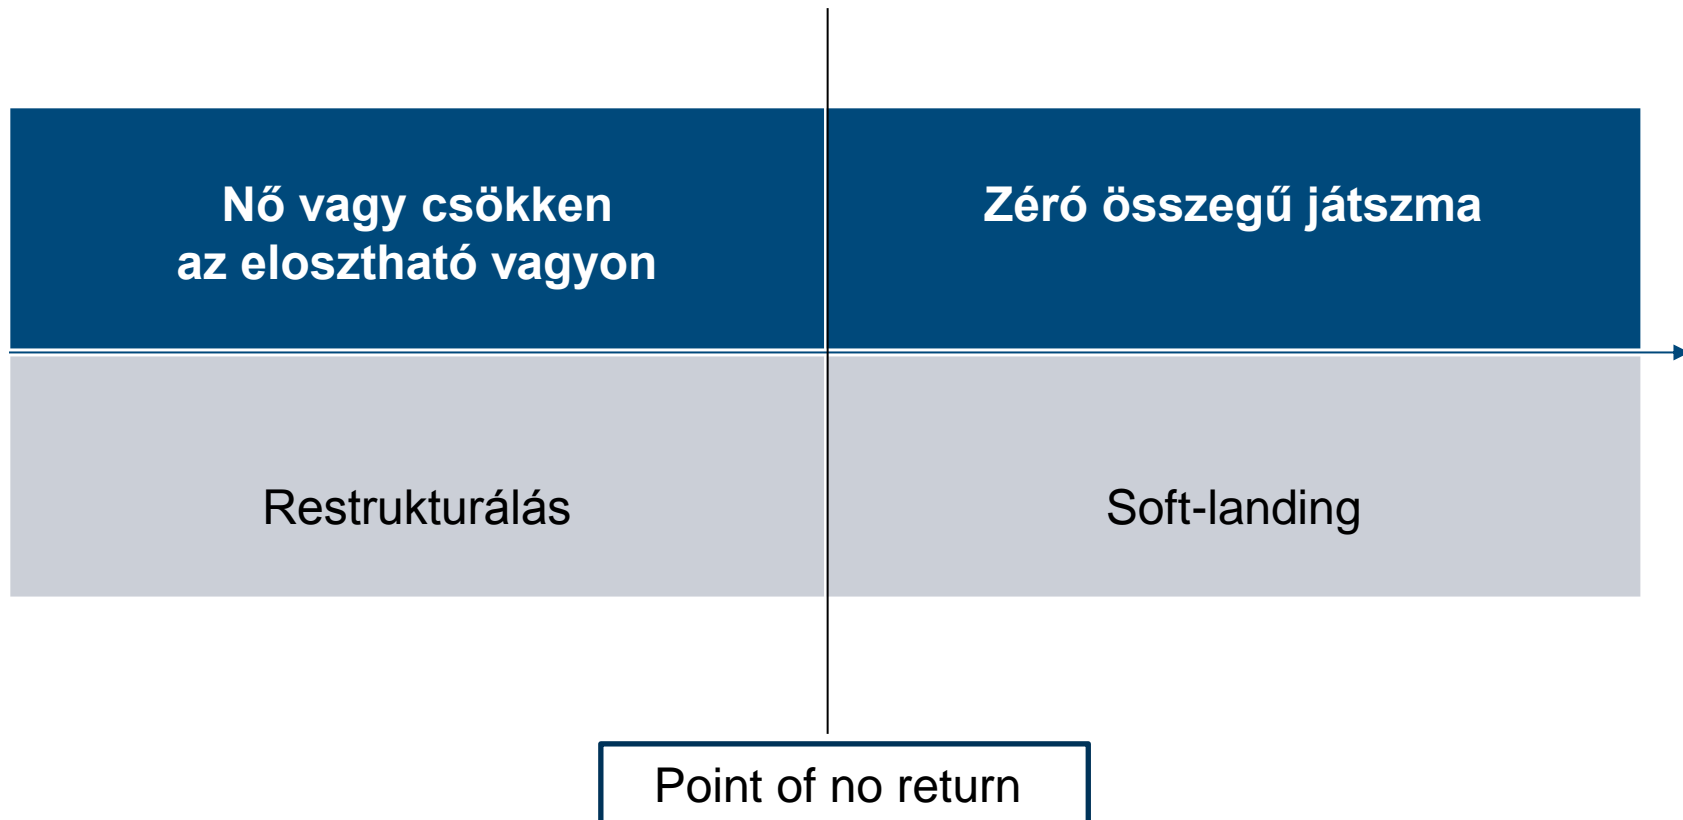 Nő vagy csökken
az elosztható vagyon
Zéró összegű játszma
Restrukturálás
Soft-landing
Point of no return